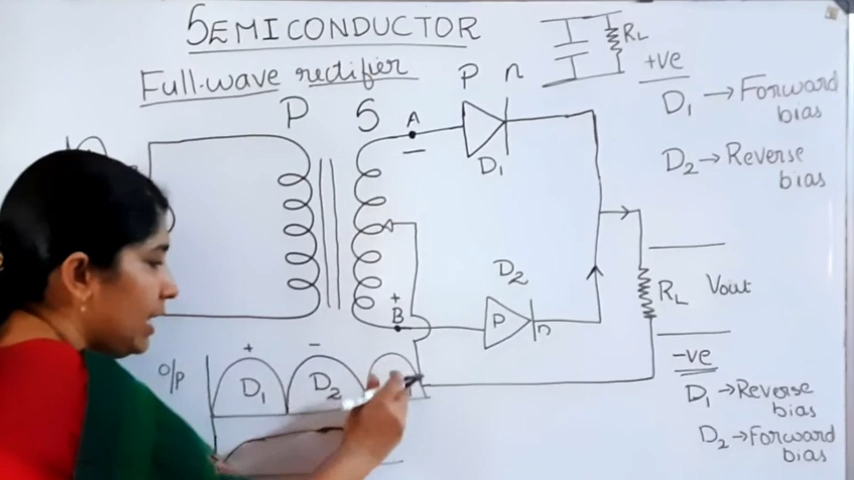 SEMICONDUCTOR
Full-wave rectifier
RL
P S A P n
+
−
D1
+ve
D1 → Forward
bias
D2 → Reverse
bias
D2
+
B
P n
RL Vout
o/p
+ −
D1 D2
-ve
D1 → Reverse
bias
D2 → Forward
bias